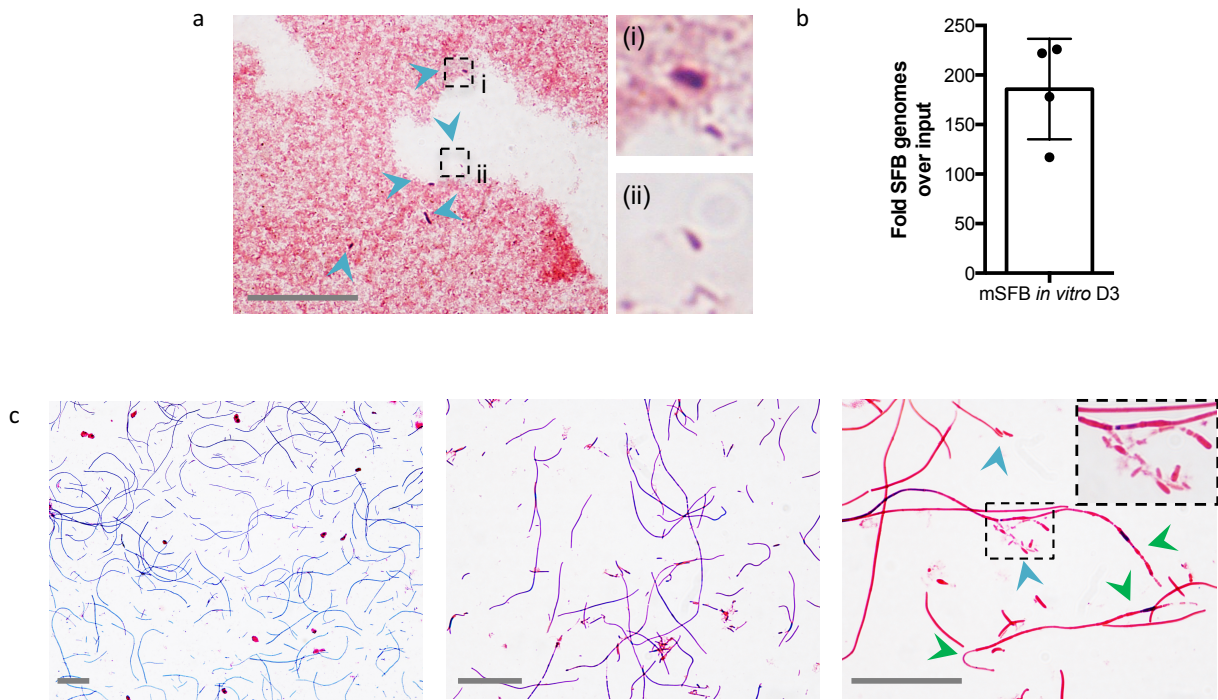 a
i
ii
(i)
(ii)
b
Fold SFB genomes
over input
250
200
150
100
50
0
mSFB in vitro D3
c